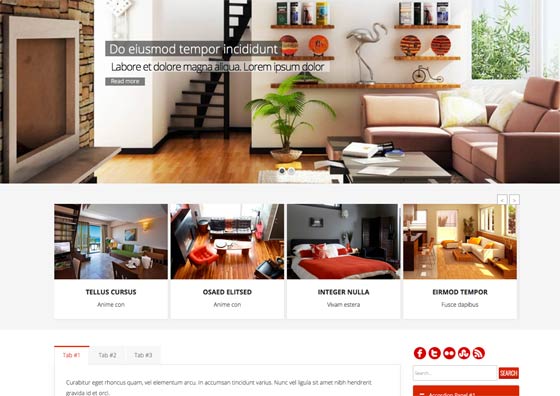 Do eiusmod tempor incididunt
Labore et dolore magna aliqua. Lorem ipsum dolor
Read more
< >
TELLUS CURSUS
Anime con
OSAED ELITSED
Anime con
INTEGER NULLA
Vivam estera
EIRMOD TEMPOR
Fusce dapibus
Tab #1 Tab #2 Tab #3
Curabitur eget rhoncus quam, vel elementum arcu. In accumsan tincidunt varius. Nunc vel ligula sit amet nibh hendrerit
gravida id et orci.
Search... SEARCH
Accordion Panel #1